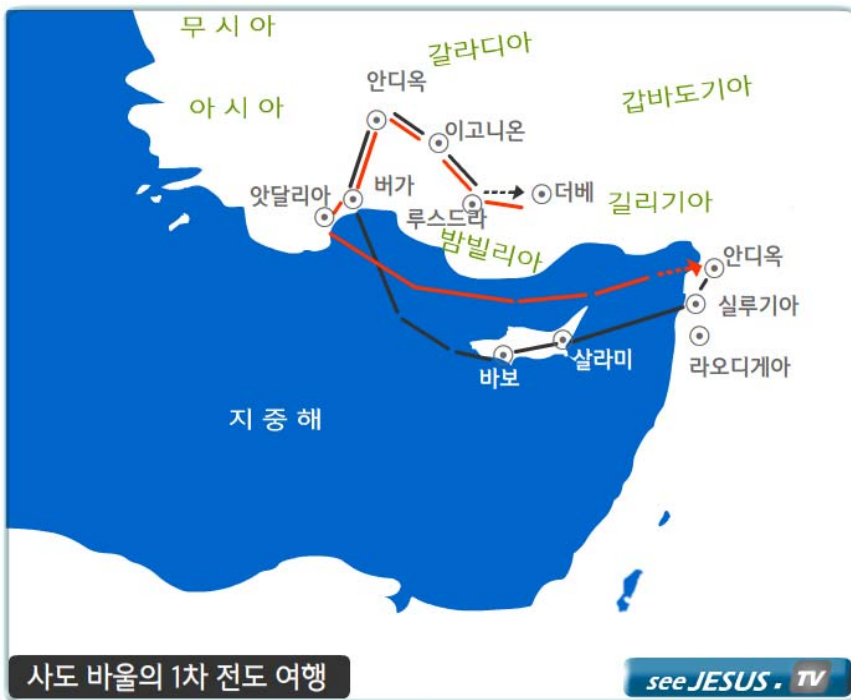 무 시 아
갈라디아
안디옥
갑바도기아
아 시 아
이고니온
앗달리아
버가
더베
길리기아
루스드라
밤빌리아
안디옥
실루기아
살라미
라오디게아
바보
지 중 해
사도 바울의 1차 전도 여행
see JESUS. TV